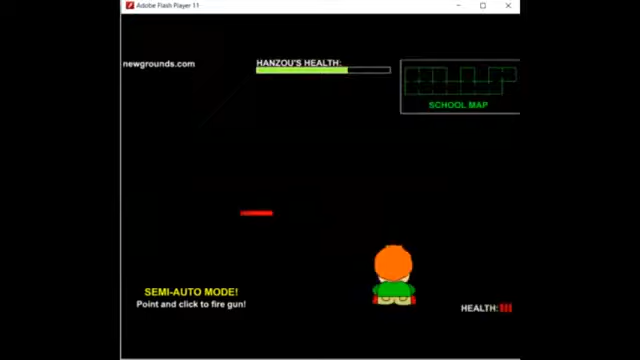 Adobe Flash Player 11
newgrounds.com
HANZOU'S HEALTH:
SCHOOL MAP
SEMI-AUTO MODE!
Point and click to fire gun!
HEALTH: